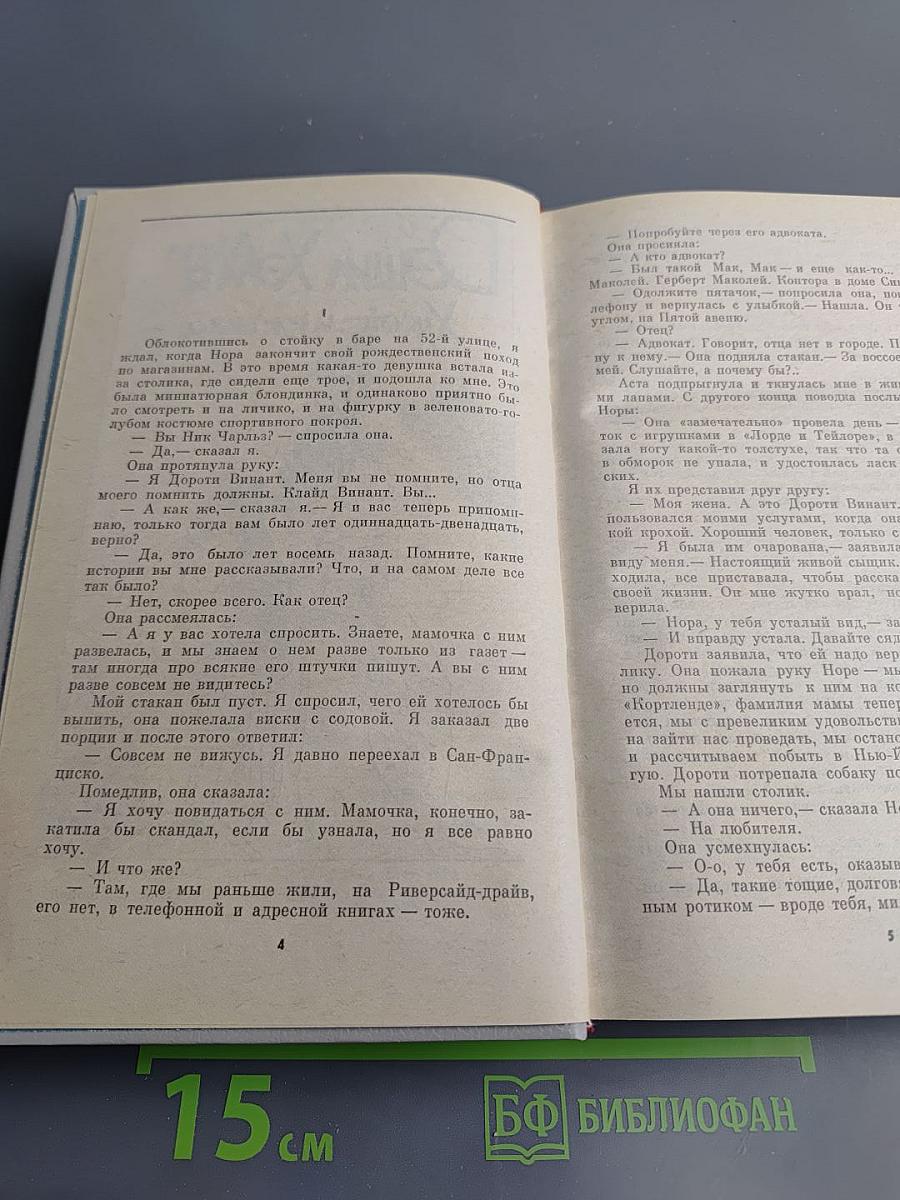 I
Облокотившись о стойку в баре на 52-й улице, я
ждал, когда Нора закончит свой рождественский поход
по магазинам. В это время какая-то девушка встала из-
за столика, где сидели еще трое, и подошла ко мне. Это
была миниатюрная блондинка, и одинаково приятно бы-
ло смотреть и на личико, и на фигурку в зеленовато-го-
лубом костюме спортивного покроя.
— Вы Ник Чарльз? — спросила она.
— Да,— сказал я.
Она протянула руку:
— Я Дороти Винант. Меня вы не помните, но отца
моего помнить должны. Клайд Винант. Вы...
— А как же,— сказал я.— Я и вас теперь припоми-
наю, только тогда вам было лет одиннадцать-двенадцать,
верно?
— Да, это было лет восемь назад. Помните, какие
истории вы мне рассказывали? Что, и на самом деле все
так было?
— Нет, скорее всего. Как отец?
Она рассмеялась:
— А я у вас хотела спросить. Знаете, мамочка с ним
развелась, и мы знаем о нем разве только из газет —
там иногда про всякие его штучки пишут. А вы с ним
разве совсем не видитесь?
Мой стакан был пуст. Я спросил, чего ей хотелось бы
выпить, она пожелала виски с содовой. Я заказал две
порции и после этого ответил:
— Совсем не вижусь. Я давно переехал в Сан-Фран-
циско.
Помедлив, она сказала:
— Я хочу повидаться с ним. Мамочка, конечно, за-
катила бы скандал, если бы узнала, но я все равно
хочу.
— И что же?
— Там, где мы раньше жили, на Риверсайд-драйв,
его нет, в телефонной и адресной книгах — тоже.
4
— Попробуйте через его адвоката.
Она просияла:
— А кто адвокат?
— Был такой Мак, Мак — и еще как-то...
Маколей. Герберт Маколей. Контора в доме
— Одолжите пятачок,— попросила она,
лефону и вернулась с улыбкой.— Нашла. Он
углом, на Пятой авеню.
— Отец?
— Адвокат. Говорит, отца нет в городе.
ну к нему.— Она подняла стакан.— За воссое
мей. Слушайте, а почему бы?..
Аста подпрыгнула и ткнулась мне в жи
ми лапами. С другого конца поводка послы
Норы:
— Она «замечательно» провела день —
ток с игрушками в «Лорде и Тейлоре», в
зала ногу какой-то толстухе, так что та
в обморок не упала, и удостоилась ласк
ских.
Я их представил друг другу:
— Моя жена. А это Дороти Винант.
пользовался моими услугами, когда она
кой крохой. Хороший человек, только с
— Я была им очарована,— заявила
виду меня.— Настоящий живой сыщик.
ходила, все приставала, чтобы расска
своей жизни. Он мне жутко врал, но
верила.
— Нора, у тебя усталый вид,— за
— И вправду устала. Давайте сяд
Дороти заявила, что ей надо вер
лику. Она пожала руку Норе — мы
но должны заглянуть к ним на ко
«Кортленде», фамилия мамы тепер
ется, мы с превеликим удовольстви
на зайти нас проведать, мы остано
и рассчитываем побыть в Нью-Й
гую. Дороти потрепала собаку по
Мы нашли столик.
— А она ничего,— сказала Но
— На любителя.
Она усмехнулась:
— О-о, у тебя есть, оказыв
— Да, такие тощие, долговя
ным ротиком — вроде тебя, ми
5
15 см
БФ БИБЛИОФАН